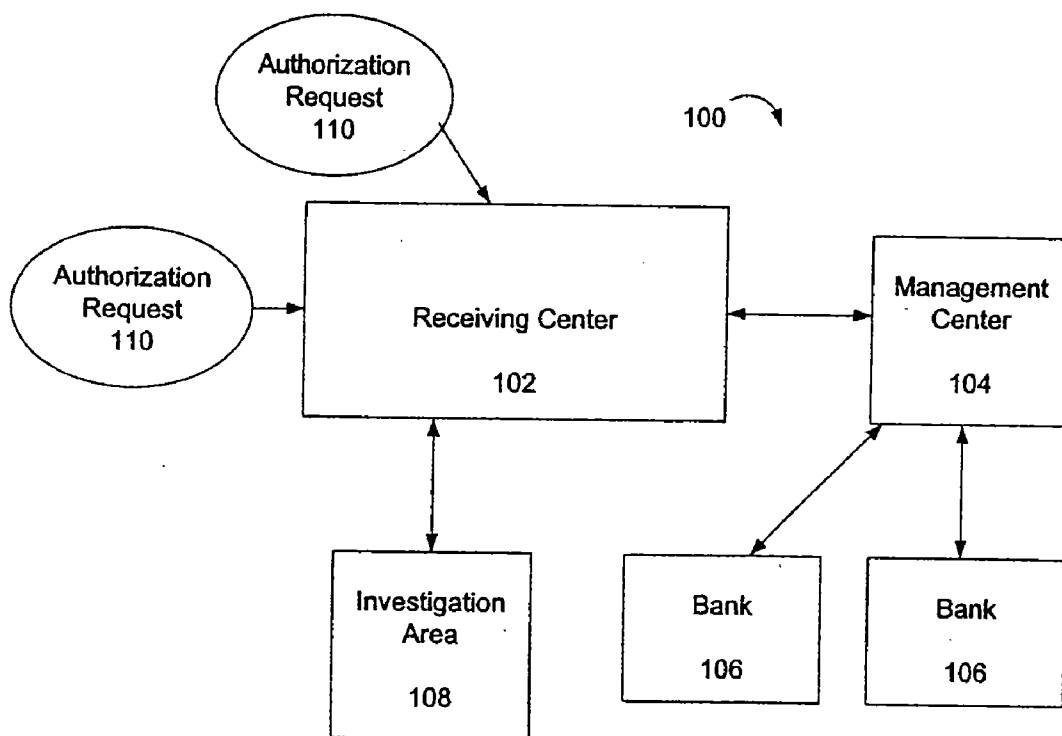 Authorization
Request
110
100
Authorization
Request
110
Receiving Center
102
Management
Center
104
Investigation
Area
108
Bank
106
Bank
106